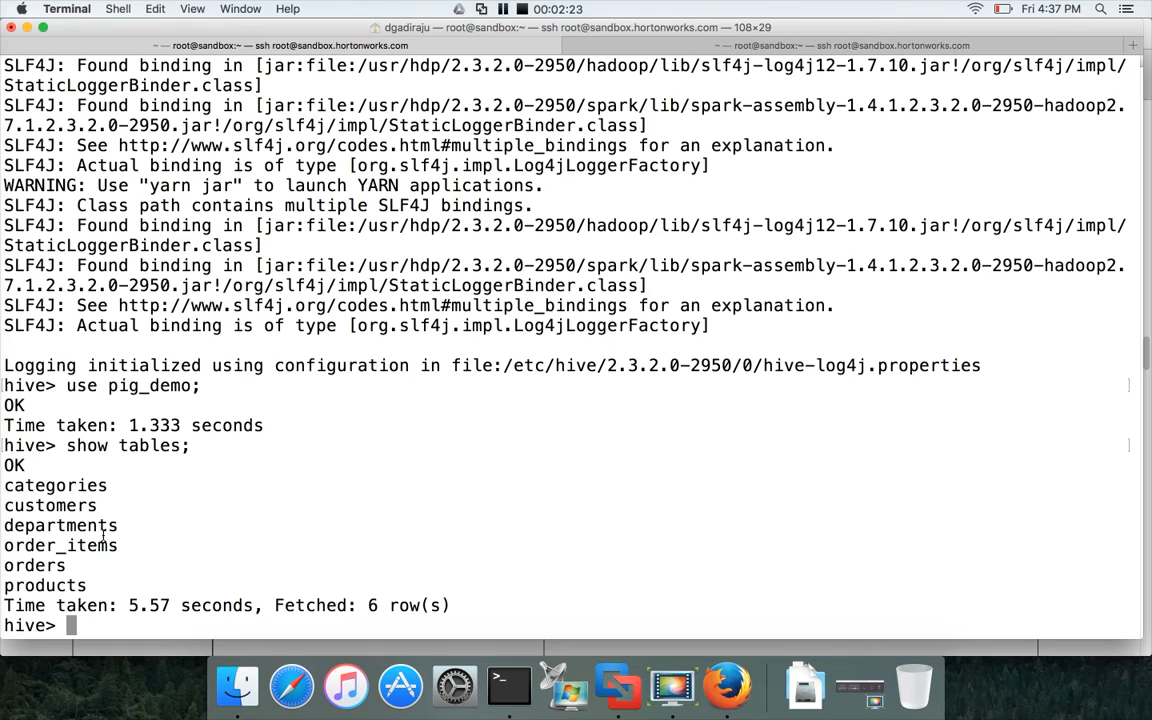 Terminal Shell Edit View Window Help 00:02:23 Fri 4:37 PM
dgadiraju — root@sandbox:~ — ssh root@sandbox.hortonworks.com — 108×29
~ — root@sandbox:~ — ssh root@sandbox.hortonworks.com ~ — root@sandbox:~ — ssh root@sandbox.hortonworks.com +
SLF4J: Found binding in [jar:file:/usr/hdp/2.3.2.0-2950/hadoop/lib/slf4j-log4j12-1.7.10.jar!/org/slf4j/impl/
StaticLoggerBinder.class]
SLF4J: Found binding in [jar:file:/usr/hdp/2.3.2.0-2950/spark/lib/spark-assembly-1.4.1.2.3.2.0-2950-hadoop2.
7.1.2.3.2.0-2950.jar!/org/slf4j/impl/StaticLoggerBinder.class]
SLF4J: See http://www.slf4j.org/codes.html#multiple_bindings for an explanation.
SLF4J: Actual binding is of type [org.slf4j.impl.Log4jLoggerFactory]
WARNING: Use "yarn jar" to launch YARN applications.
SLF4J: Class path contains multiple SLF4J bindings.
SLF4J: Found binding in [jar:file:/usr/hdp/2.3.2.0-2950/hadoop/lib/slf4j-log4j12-1.7.10.jar!/org/slf4j/impl/
StaticLoggerBinder.class]
SLF4J: Found binding in [jar:file:/usr/hdp/2.3.2.0-2950/spark/lib/spark-assembly-1.4.1.2.3.2.0-2950-hadoop2.
7.1.2.3.2.0-2950.jar!/org/slf4j/impl/StaticLoggerBinder.class]
SLF4J: See http://www.slf4j.org/codes.html#multiple_bindings for an explanation.
SLF4J: Actual binding is of type [org.slf4j.impl.Log4jLoggerFactory]
Logging initialized using configuration in file:/etc/hive/2.3.2.0-2950/0/hive-log4j.properties
hive> use pig_demo;
OK
Time taken: 1.333 seconds
hive> show tables;
OK
categories
customers
departments
order_items
orders
products
Time taken: 5.57 seconds, Fetched: 6 row(s)
hive>